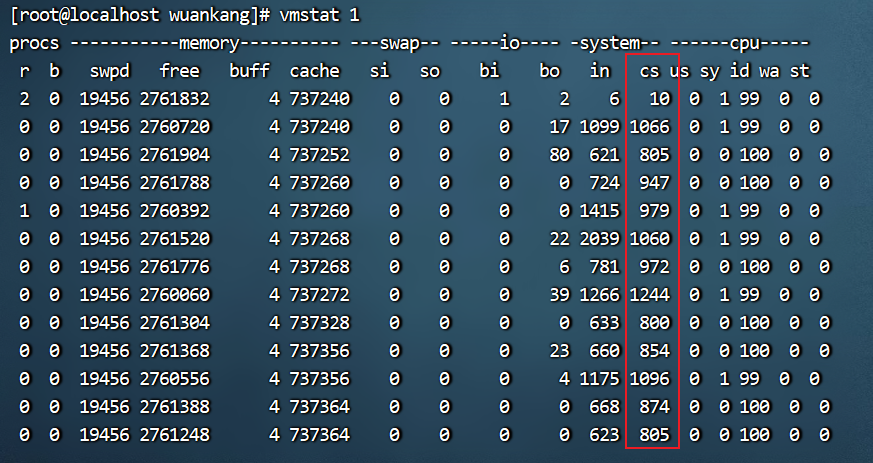 [root@localhost wuankang]# vmstat 1
procs -----------memory---------- ---swap-- -----io---- -system-- ------cpu-----
 r  b   swpd   free   buff  cache   si   so    bi    bo   in   cs us sy id wa st
 2  0  19456 2761832      4 737240    0    0     1     2    6   10  0  1 99  0  0
 0  0  19456 2760720      4 737240    0    0     0    17 1099 1066  0  1 99  0  0
 0  0  19456 2761904      4 737252    0    0     0    80  621  805  0  0 100  0  0
 0  0  19456 2761788      4 737260    0    0     0     0  724  947  0  0 100  0  0
 1  0  19456 2760392      4 737260    0    0     0     0 1415  979  0  1 99  0  0
 0  0  19456 2761520      4 737268    0    0     0    22 2039 1060  0  1 99  0  0
 0  0  19456 2761776      4 737268    0    0     0     6  781  972  0  0 100  0  0
 0  0  19456 2760060      4 737272    0    0     0    39 1266 1244  0  1 99  0  0
 0  0  19456 2761304      4 737328    0    0     0     0  633  800  0  0 100  0  0
 0  0  19456 2761368      4 737356    0    0     0    23  660  854  0  0 100  0  0
 0  0  19456 2760556      4 737356    0    0     0     4 1175 1096  0  1 99  0  0
 0  0  19456 2761388      4 737364    0    0     0     0  668  874  0  0 100  0  0
 0  0  19456 2761248      4 737364    0    0     0     0  623  805  0  0 100  0  0